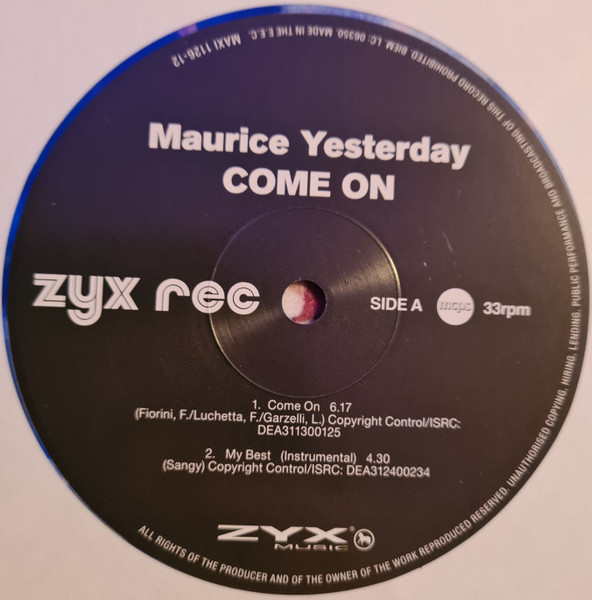 Maurice Yesterday
COME ON
zyx rec
SIDE A
mcps
33rpm
1. Come On 6.17
(Fiorini, F./Luchetta, F./Garzelli, L.) Copyright Control/ISRC:
DEA311300125
2. My Best (Instrumental) 4.30
(Sangy) Copyright Control/ISRC: DEA312400234
ZYX®
MUSIC
ALL RIGHTS OF THE PRODUCER AND OF THE OWNER OF THE WORK REPRODUCED RESERVED. UNAUTHORISED COPYING, HIRING, LENDING, PUBLIC PERFORMANCE AND BROADCASTING OF THIS RECORD PROHIBITED. BIEM. LC: 06350. MADE IN THE E.E.C. MAXI 1126-12